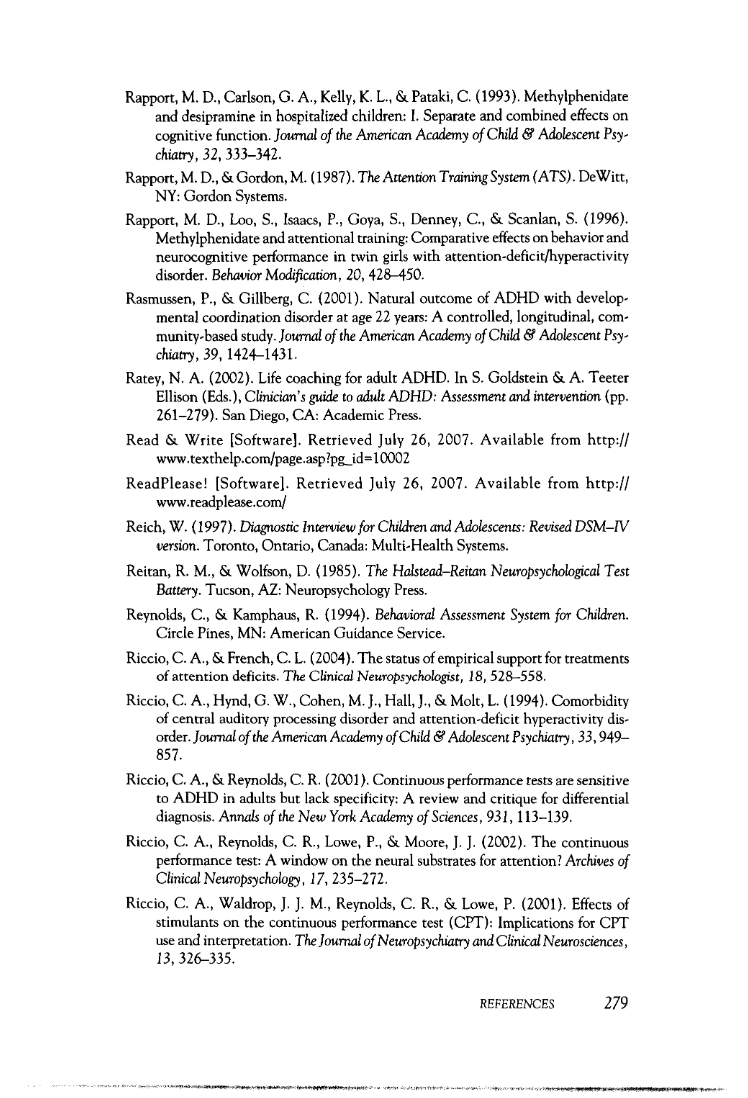 Rapport, M. D., Carlson, G. A., Kelly, K. L., & Pataki, C. (1993). Methylphenidate
and desipramine in hospitalized children: I. Separate and combined effects on
cognitive function. Journal of the American Academy of Child & Adolescent Psy-
chiatry, 32, 333–342.
Rapport, M. D., & Gordon, M. (1987). The Attention Training System (ATS). DeWitt,
NY: Gordon Systems.
Rapport, M. D., Loo, S., Isaacs, P., Goya, S., Denney, C., & Scanlan, S. (1996).
Methylphenidate and attentional training: Comparative effects on behavior and
neurocognitive performance in twin girls with attention-deficit/hyperactivity
disorder. Behavior Modification, 20, 428–450.
Rasmussen, P., & Gillberg, C. (2001). Natural outcome of ADHD with develop-
mental coordination disorder at age 22 years: A controlled, longitudinal, com-
munity-based study. Journal of the American Academy of Child & Adolescent Psy-
chiatry, 39, 1424–1431.
Ratey, N. A. (2002). Life coaching for adult ADHD. In S. Goldstein & A. Teeter
Ellison (Eds.), Clinician's guide to adult ADHD: Assessment and intervention (pp.
261–279). San Diego, CA: Academic Press.
Read & Write [Software]. Retrieved July 26, 2007. Available from http://
www.texthelp.com/page.asp?pg_id=10002
ReadPlease! [Software]. Retrieved July 26, 2007. Available from http://
www.readplease.com/
Reich, W. (1997). Diagnostic Interview for Children and Adolescents: Revised DSM–IV
version. Toronto, Ontario, Canada: Multi-Health Systems.
Reitan, R. M., & Wolfson, D. (1985). The Halstead–Reitan Neuropsychological Test
Battery. Tucson, AZ: Neuropsychology Press.
Reynolds, C., & Kamphaus, R. (1994). Behavioral Assessment System for Children.
Circle Pines, MN: American Guidance Service.
Riccio, C. A., & French, C. L. (2004). The status of empirical support for treatments
of attention deficits. The Clinical Neuropsychologist, 18, 528–558.
Riccio, C. A., Hynd, G. W., Cohen, M. J., Hall, J., & Molt, L. (1994). Comorbidity
of central auditory processing disorder and attention-deficit hyperactivity dis-
order. Journal of the American Academy of Child & Adolescent Psychiatry, 33, 949–
857.
Riccio, C. A., & Reynolds, C. R. (2001). Continuous performance tests are sensitive
to ADHD in adults but lack specificity: A review and critique for differential
diagnosis. Annals of the New York Academy of Sciences, 931, 113–139.
Riccio, C. A., Reynolds, C. R., Lowe, P., & Moore, J. J. (2002). The continuous
performance test: A window on the neural substrates for attention? Archives of
Clinical Neuropsychology, 17, 235–272.
Riccio, C. A., Waldrop, J. J. M., Reynolds, C. R., & Lowe, P. (2001). Effects of
stimulants on the continuous performance test (CPT): Implications for CPT
use and interpretation. The Journal of Neuropsychiatry and Clinical Neurosciences,
13, 326–335.
REFERENCES 279